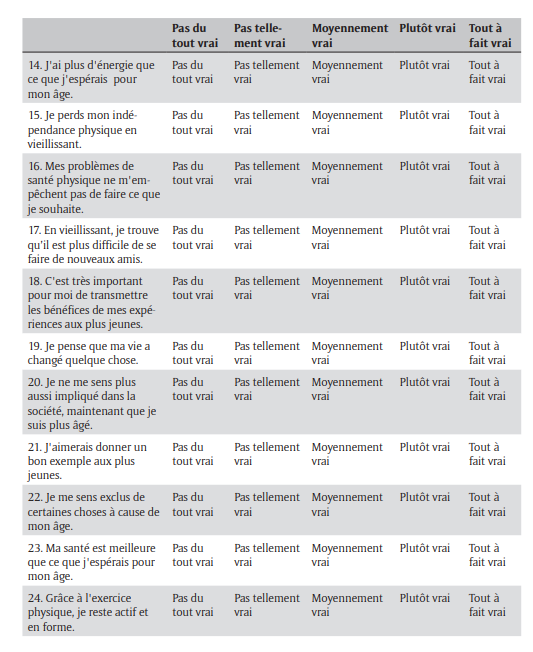 Pas du Pas telle- Moyennement Plutôt vrai Tout à
tout vrai ment vrai vrai fait vrai
14. J'ai plus d'énergie que Pas du Pas tellement Moyennement Plutôt vrai Tout à
ce que j'espérais pour tout vrai vrai vrai fait vrai
mon âge.
15. Je perds mon indé- Pas du Pas tellement Moyennement Plutôt vrai Tout à
pendance physique en tout vrai vrai vrai fait vrai
vieillissant.
16. Mes problèmes de Pas du Pas tellement Moyennement Plutôt vrai Tout à
santé physique ne m'em- tout vrai vrai vrai fait vrai
pêchent pas de faire ce que
je souhaite.
17. En vieillissant, je trouve Pas du Pas tellement Moyennement Plutôt vrai Tout à
qu'il est plus difficile de se tout vrai vrai vrai fait vrai
faire de nouveaux amis.
18. C'est très important Pas du Pas tellement Moyennement Plutôt vrai Tout à
pour moi de transmettre tout vrai vrai vrai fait vrai
les bénéfices de mes expé-
riences aux plus jeunes.
19. Je pense que ma vie a Pas du Pas tellement Moyennement Plutôt vrai Tout à
changé quelque chose. tout vrai vrai vrai fait vrai
20. Je ne me sens plus Pas du Pas tellement Moyennement Plutôt vrai Tout à
aussi impliqué dans la tout vrai vrai vrai fait vrai
société, maintenant que je
suis plus âgé.
21. J'aimerais donner un Pas du Pas tellement Moyennement Plutôt vrai Tout à
bon exemple aux plus tout vrai vrai vrai fait vrai
jeunes.
22. Je me sens exclus de Pas du Pas tellement Moyennement Plutôt vrai Tout à
certaines choses à cause de tout vrai vrai vrai fait vrai
mon âge.
23. Ma santé est meilleure Pas du Pas tellement Moyennement Plutôt vrai Tout à
que ce que j'espérais pour tout vrai vrai vrai fait vrai
mon âge.
24. Grâce à l'exercice Pas du Pas tellement Moyennement Plutôt vrai Tout à
physique, je reste actif et tout vrai vrai vrai fait vrai
en forme.